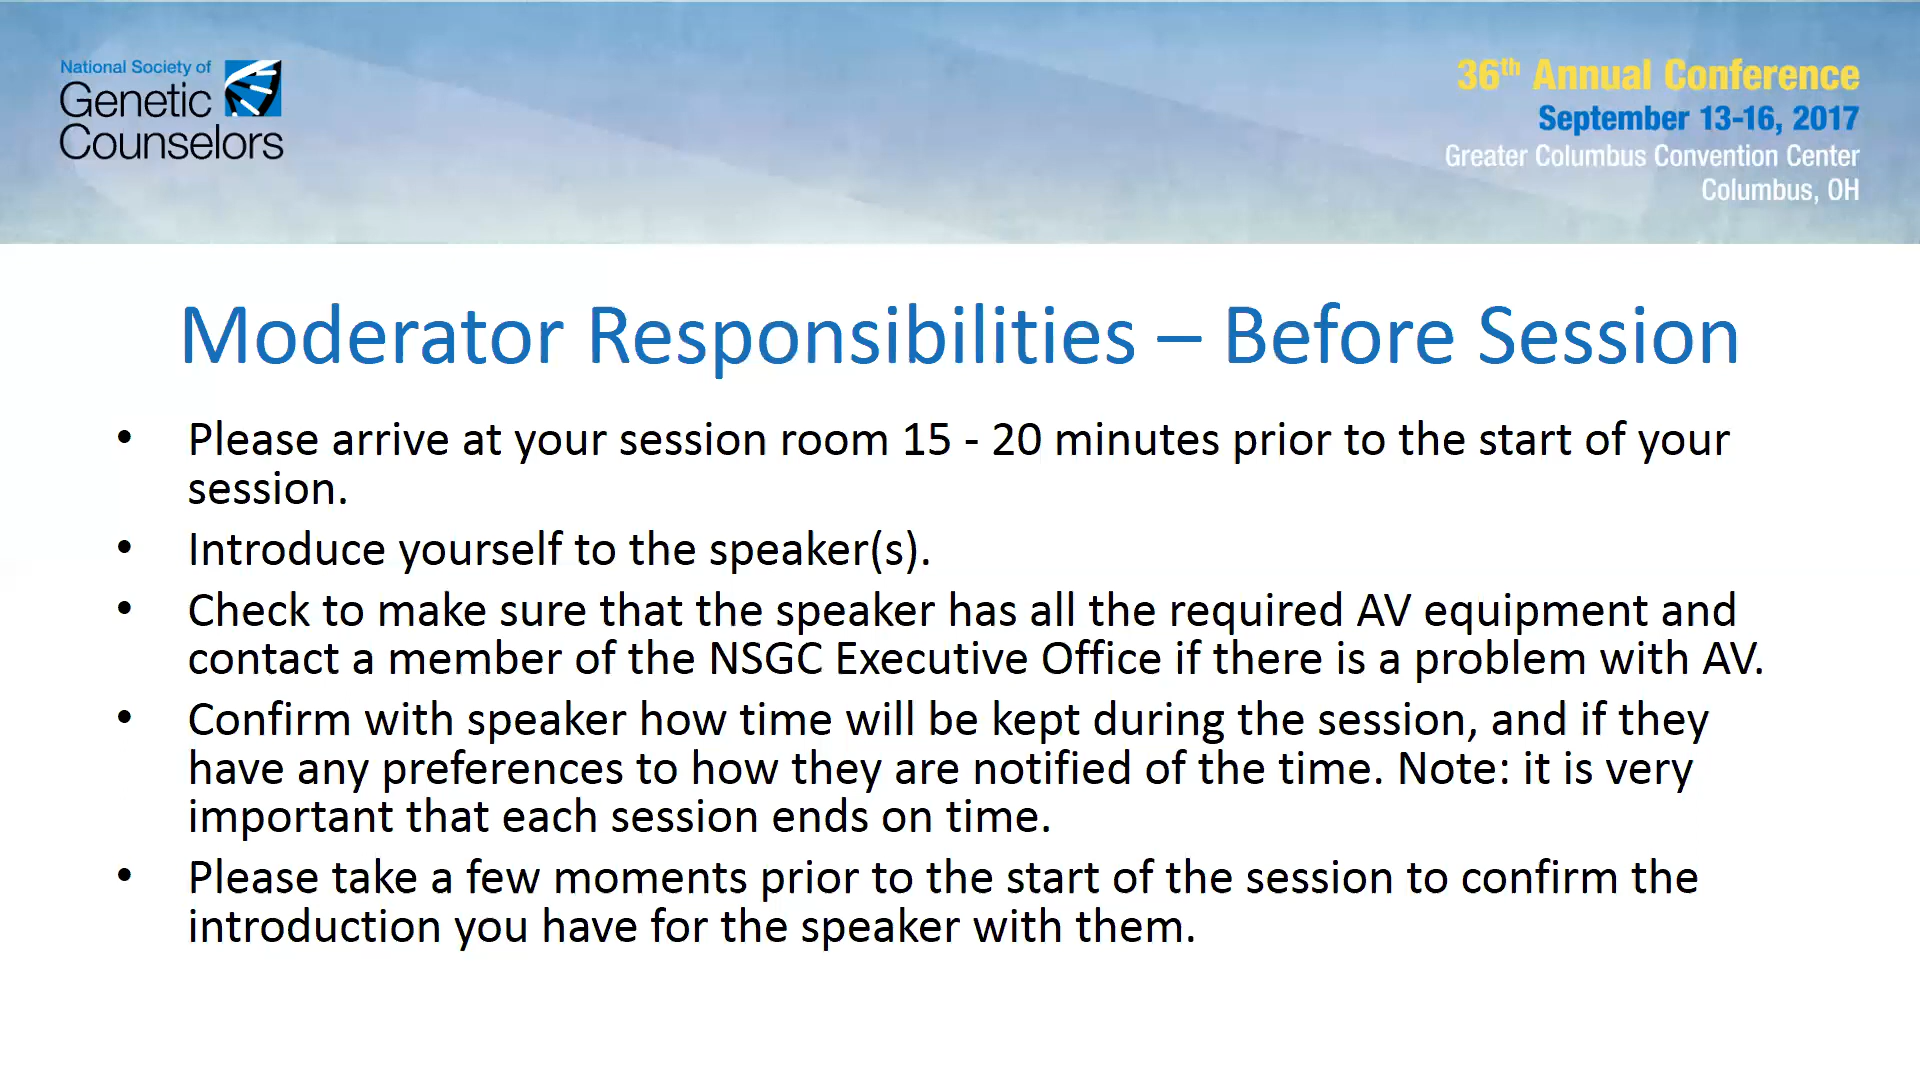 National Society of
Genetic
Counselors
36th Annual Conference
September 13-16, 2017
Greater Columbus Convention Center
Columbus, OH
Moderator Responsibilities – Before Session
• Please arrive at your session room 15 - 20 minutes prior to the start of your
session.
• Introduce yourself to the speaker(s).
• Check to make sure that the speaker has all the required AV equipment and
contact a member of the NSGC Executive Office if there is a problem with AV.
• Confirm with speaker how time will be kept during the session, and if they
have any preferences to how they are notified of the time. Note: it is very
important that each session ends on time.
• Please take a few moments prior to the start of the session to confirm the
introduction you have for the speaker with them.